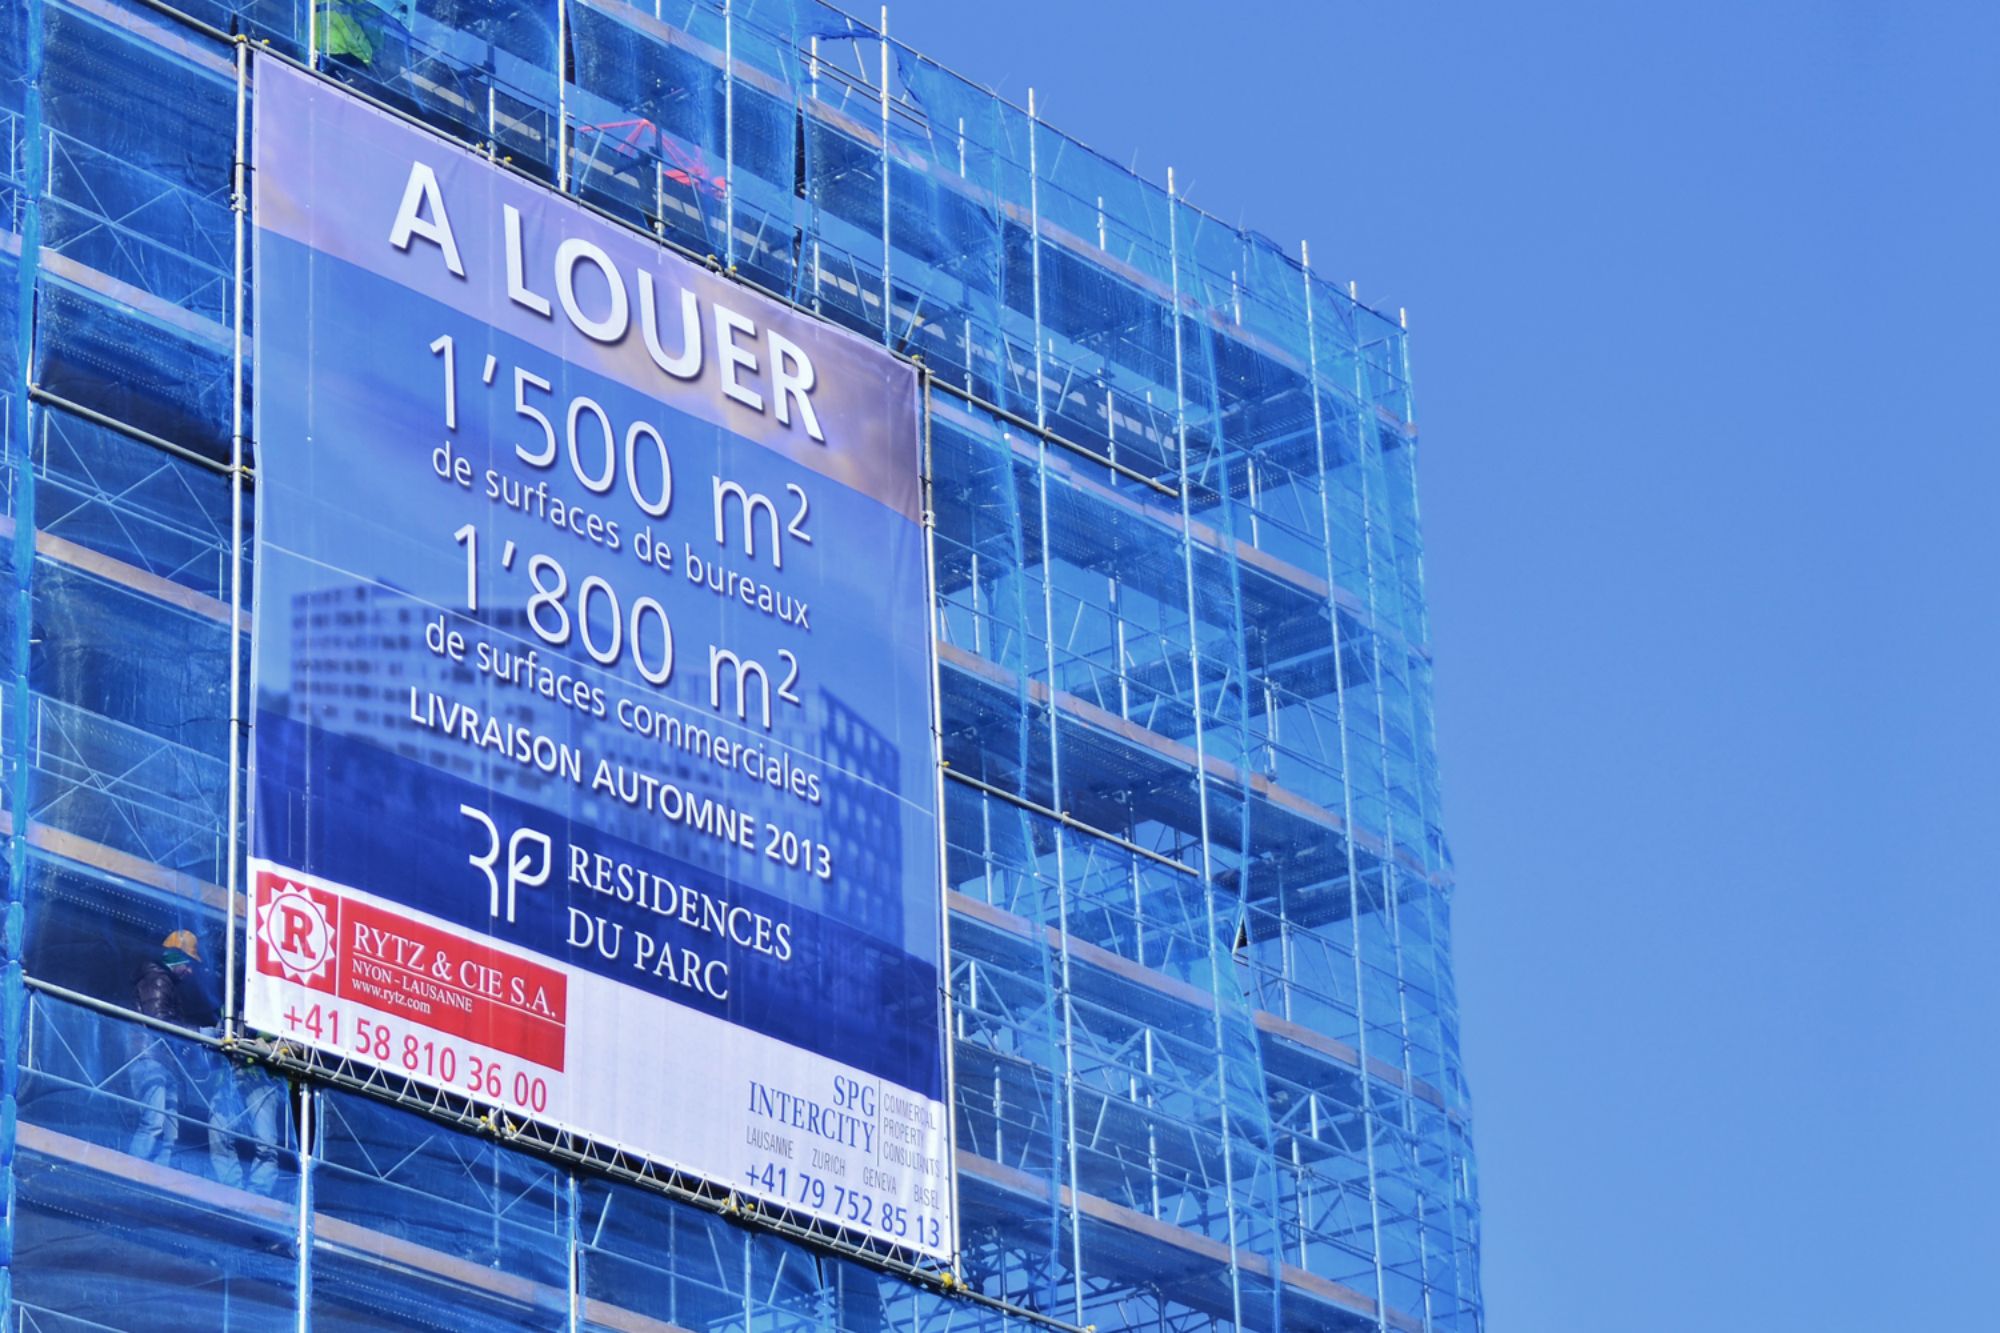 A LOUER
1’500 m²
de surfaces de bureaux
1’800 m²
de surfaces commerciales
LIVRAISON AUTOMNE 2013
RP
RESIDENCES
DU PARC
R
RYTZ & CIE S.A.
NYON - LAUSANNE
www.rytz.com
+41 58 810 36 00
SPG
INTERCITY
COMMERCIAL
PROPERTY
CONSULTANTS
LAUSANNE ZURICH GENEVA BASEL
+41 79 752 85 13